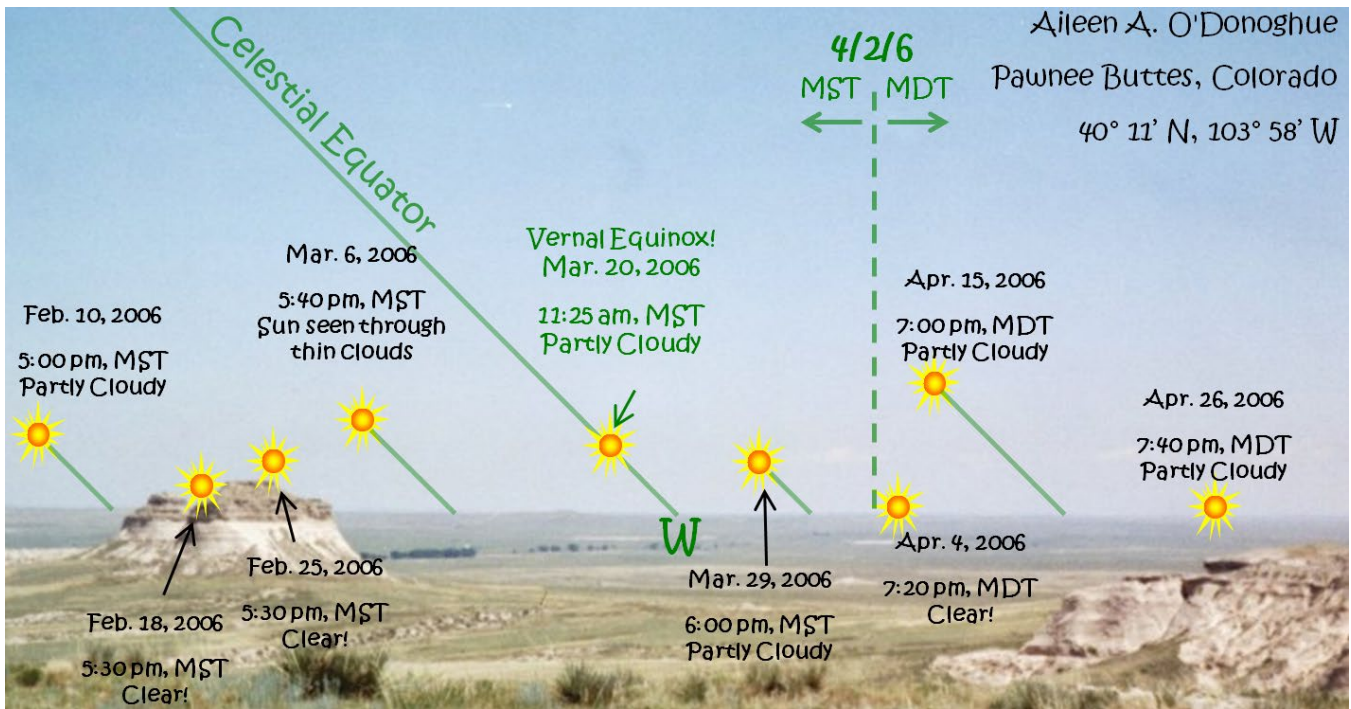 Aileen A. O'Donoghue
Pawnee Buttes, Colorado
40° 11' N, 103° 58' W
4/2/6
MST MDT
Celestial Equator
Feb. 10, 2006
5:00 pm, MST
Partly Cloudy
Feb. 18, 2006
5:30 pm, MST
Clear!
Feb. 25, 2006
5:30 pm, MST
Clear!
Mar. 6, 2006
5:40 pm, MST
Sun seen through
thin clouds
Vernal Equinox!
Mar. 20, 2006
11:25 am, MST
Partly Cloudy
W
Mar. 29, 2006
6:00 pm, MST
Partly Cloudy
Apr. 4, 2006
7:20 pm, MDT
Clear!
Apr. 15, 2006
7:00 pm, MDT
Partly Cloudy
Apr. 26, 2006
7:40 pm, MDT
Partly Cloudy